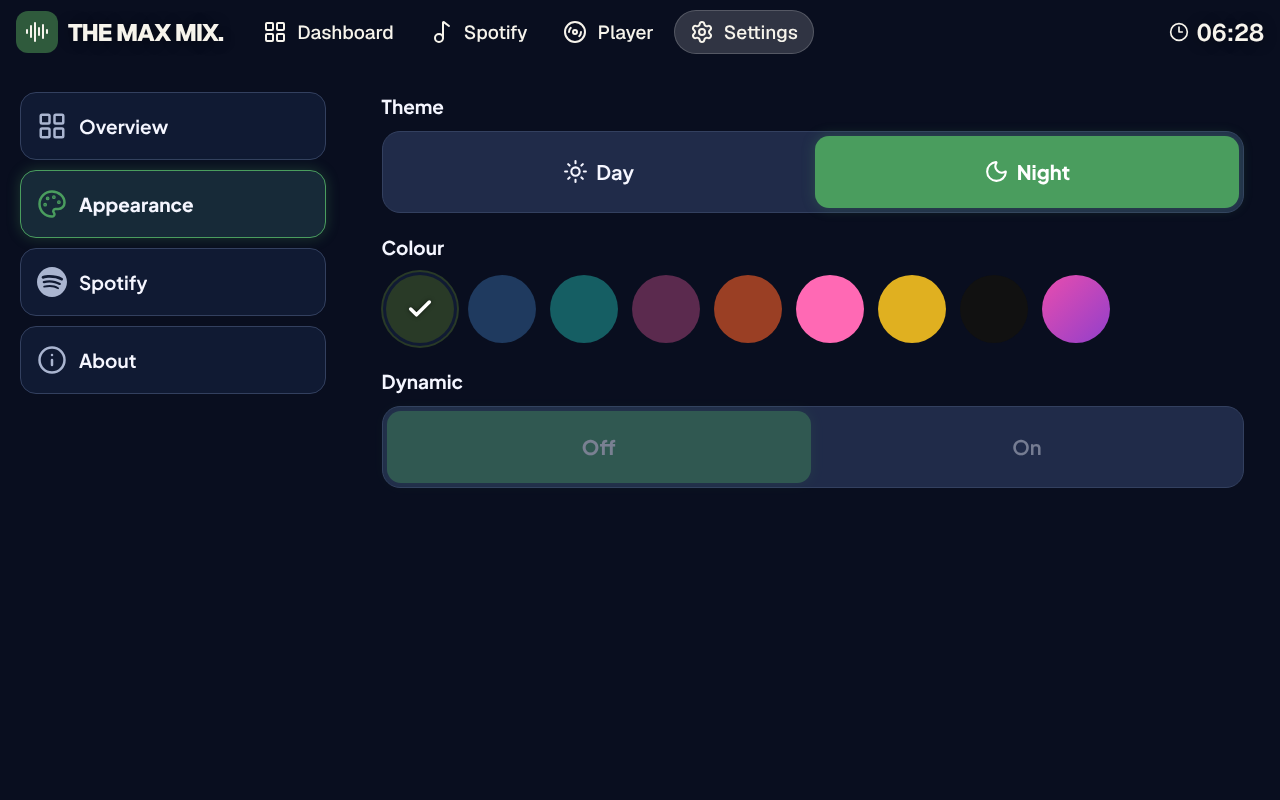 THE MAX MIX.
Dashboard
Spotify
Player
Settings
06:28
Overview
Appearance
Spotify
About
Theme
Day
Night
Colour
Dynamic
Off
On